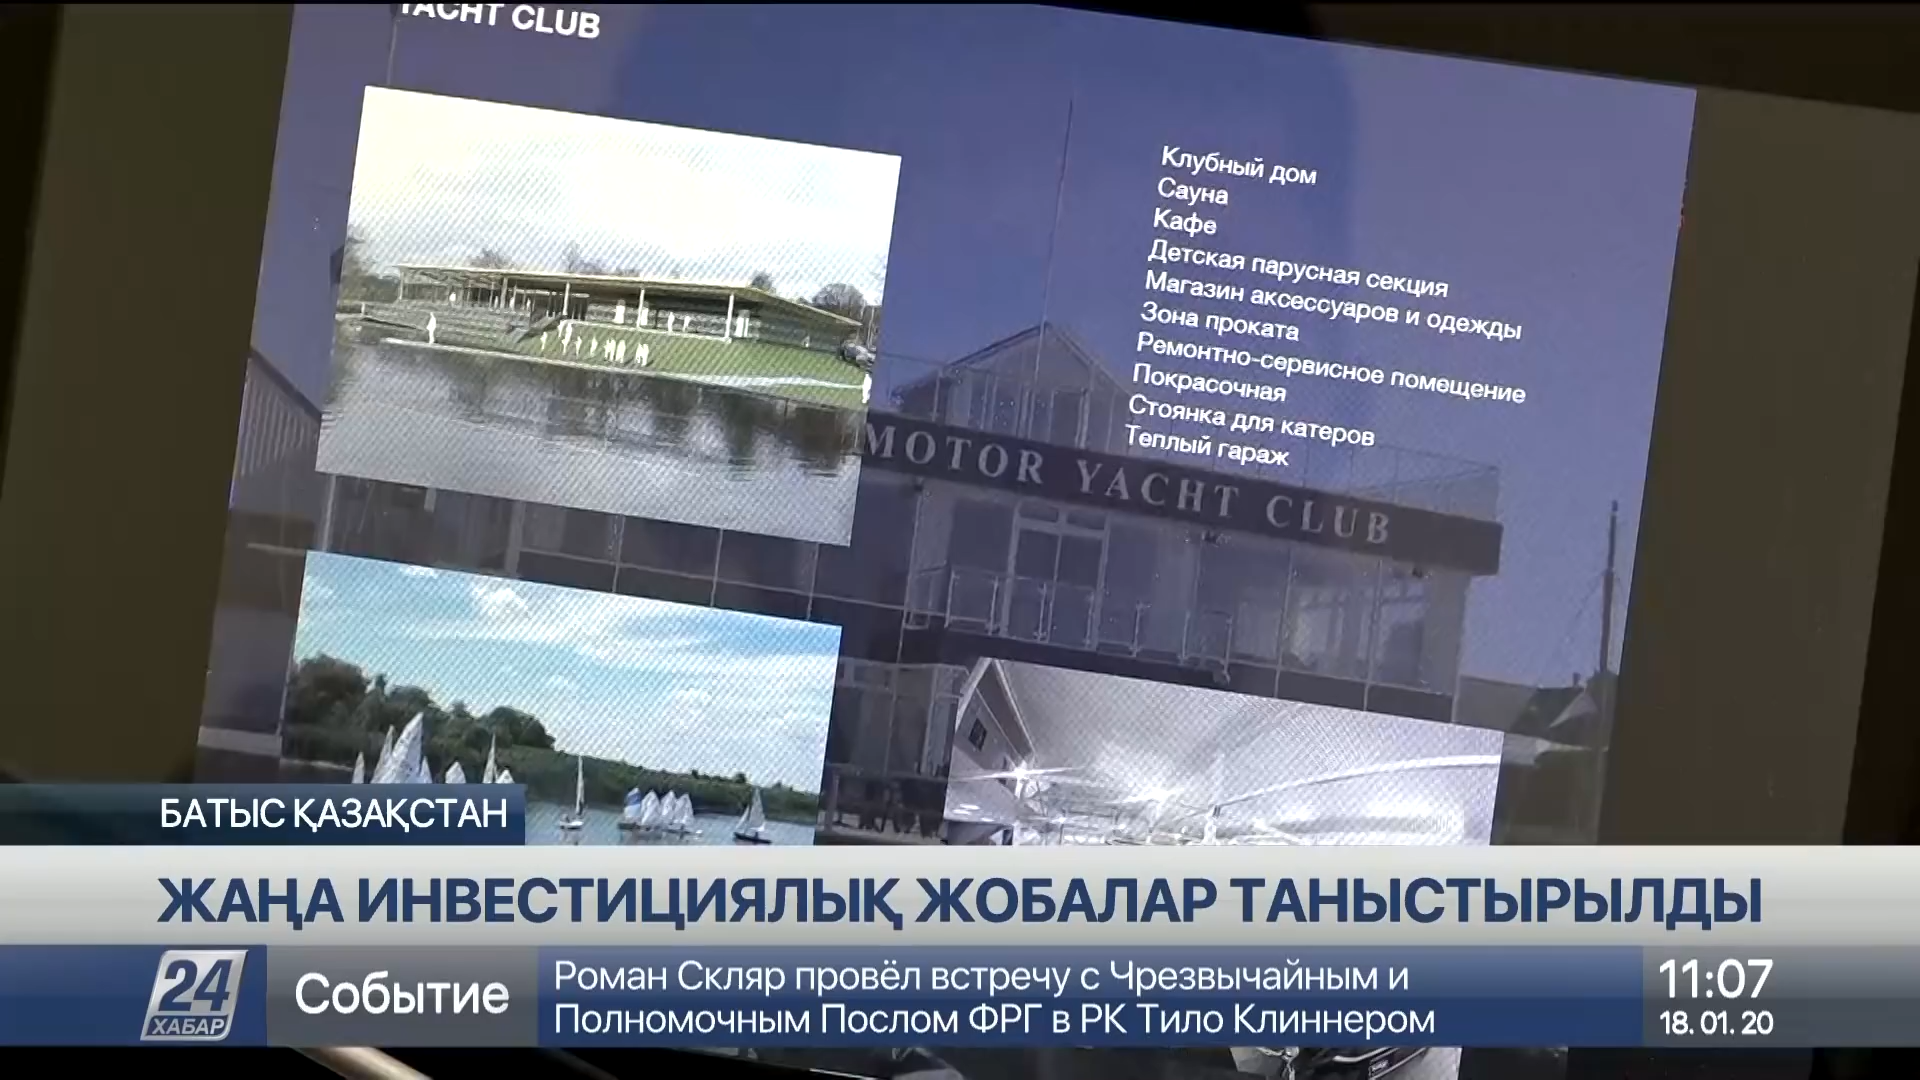 YACHT CLUB
Клубный дом
Сауна
Кафе
Детская парусная секция
Магазин аксессуаров и одежды
Зона проката
Ремонтно-сервисное помещение
Покрасочная
Стоянка для катеров
Теплый гараж
MOTOR YACHT CLUB
БАТЫС ҚАЗАҚСТАН
ЖАҢА ИНВЕСТИЦИЯЛЫҚ ЖОБАЛАР ТАНЫСТЫРЫЛДЫ
24
ХАБАР
Событие
Роман Скляр провёл встречу с Чрезвычайным и
Полномочным Послом ФРГ в РК Тило Клиннером
11:07
18. 01. 20